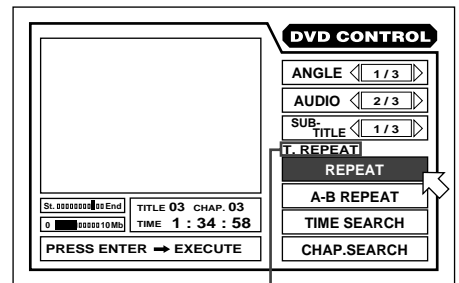 DVD CONTROL
ANGLE 1 / 3
AUDIO 2 / 3
SUB-TITLE 1 / 3
T. REPEAT
REPEAT
A-B REPEAT
TIME SEARCH
CHAP.SEARCH
St. End
0 10Mb
TITLE 03 CHAP. 03
TIME 1 : 34 : 58
PRESS ENTER ➞ EXECUTE